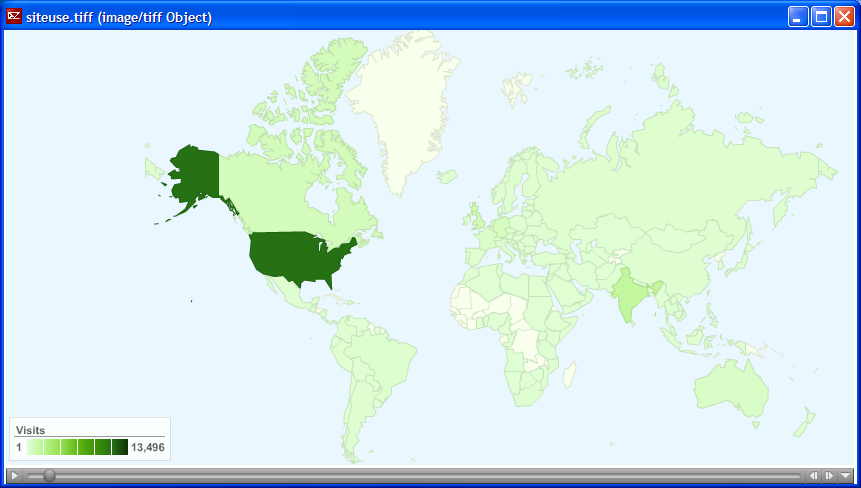 siteuse.tiff (image/tiff Object)
Visits
1 13,496